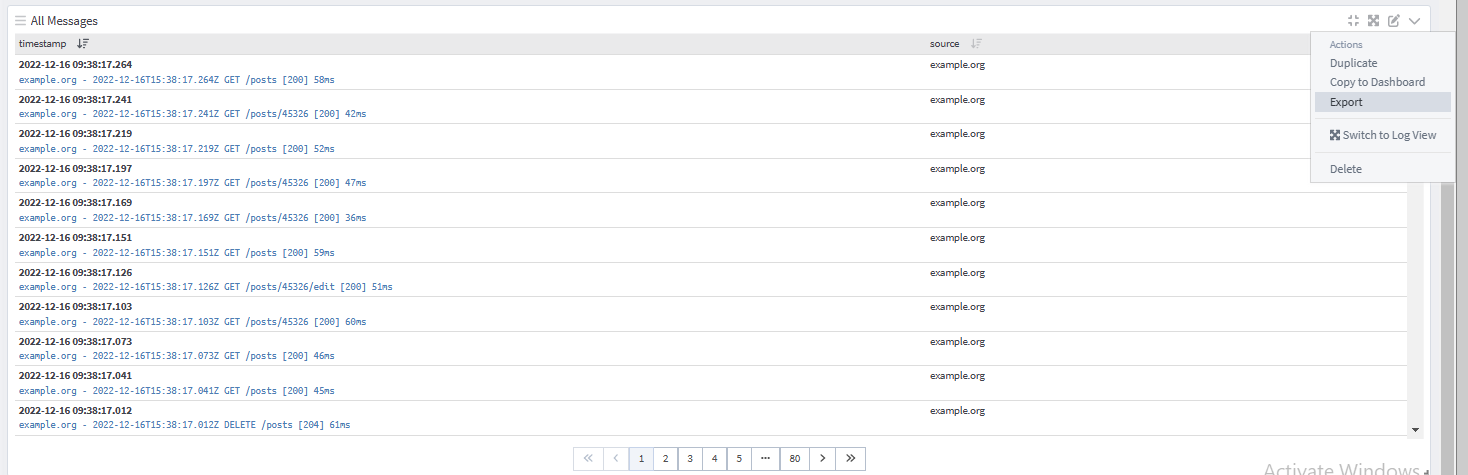 All Messages
timestamp source
Actions
Duplicate
Copy to Dashboard
Export
Switch to Log View
Delete
2022-12-16 09:38:17.264 example.org
example.org - 2022-12-16T15:38:17.264Z GET /posts [200] 58ms
2022-12-16 09:38:17.241 example.org
example.org - 2022-12-16T15:38:17.241Z GET /posts/45326 [200] 42ms
2022-12-16 09:38:17.219 example.org
example.org - 2022-12-16T15:38:17.219Z GET /posts [200] 52ms
2022-12-16 09:38:17.197 example.org
example.org - 2022-12-16T15:38:17.197Z GET /posts/45326 [200] 47ms
2022-12-16 09:38:17.169 example.org
example.org - 2022-12-16T15:38:17.169Z GET /posts/45326 [200] 36ms
2022-12-16 09:38:17.151 example.org
example.org - 2022-12-16T15:38:17.151Z GET /posts [200] 59ms
2022-12-16 09:38:17.126 example.org
example.org - 2022-12-16T15:38:17.126Z GET /posts/45326/edit [200] 51ms
2022-12-16 09:38:17.103 example.org
example.org - 2022-12-16T15:38:17.103Z GET /posts/45326 [200] 60ms
2022-12-16 09:38:17.073 example.org
example.org - 2022-12-16T15:38:17.073Z GET /posts [200] 46ms
2022-12-16 09:38:17.041 example.org
example.org - 2022-12-16T15:38:17.041Z GET /posts [200] 45ms
2022-12-16 09:38:17.012 example.org
example.org - 2022-12-16T15:38:17.012Z DELETE /posts [204] 61ms
« ‹ 1 2 3 4 5 ··· 80 › »
Activate Windows